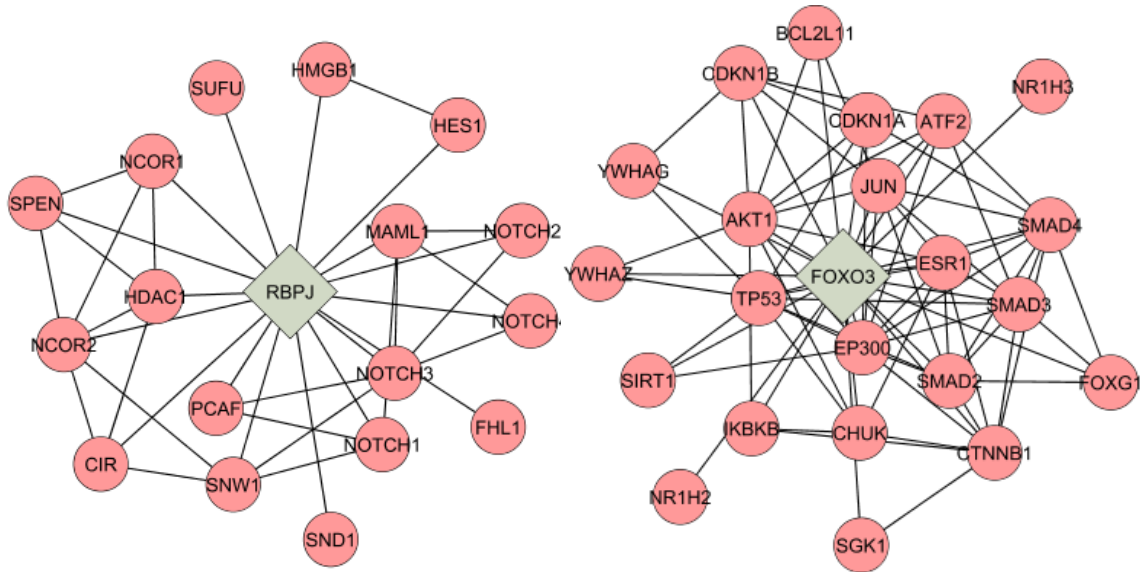 SUFU
HMGB1
HES1
NCOR1
SPEN
MAML1
NOTCH2
RBPJ
HDAC1
NOTCH4
NCOR2
NOTCH3
PCAF
FHL1
NOTCH1
CIR
SNW1
SND1
BCL2L11
CDKN1B
NR1H3
CDKN1A
ATF2
YWHAG
JUN
AKT1
SMAD4
YWHAZ
FOXO3
ESR1
TP53
SMAD3
EP300
SIRT1
SMAD2
FOXG1
IKBKB
CHUK
CTNNB1
NR1H2
SGK1